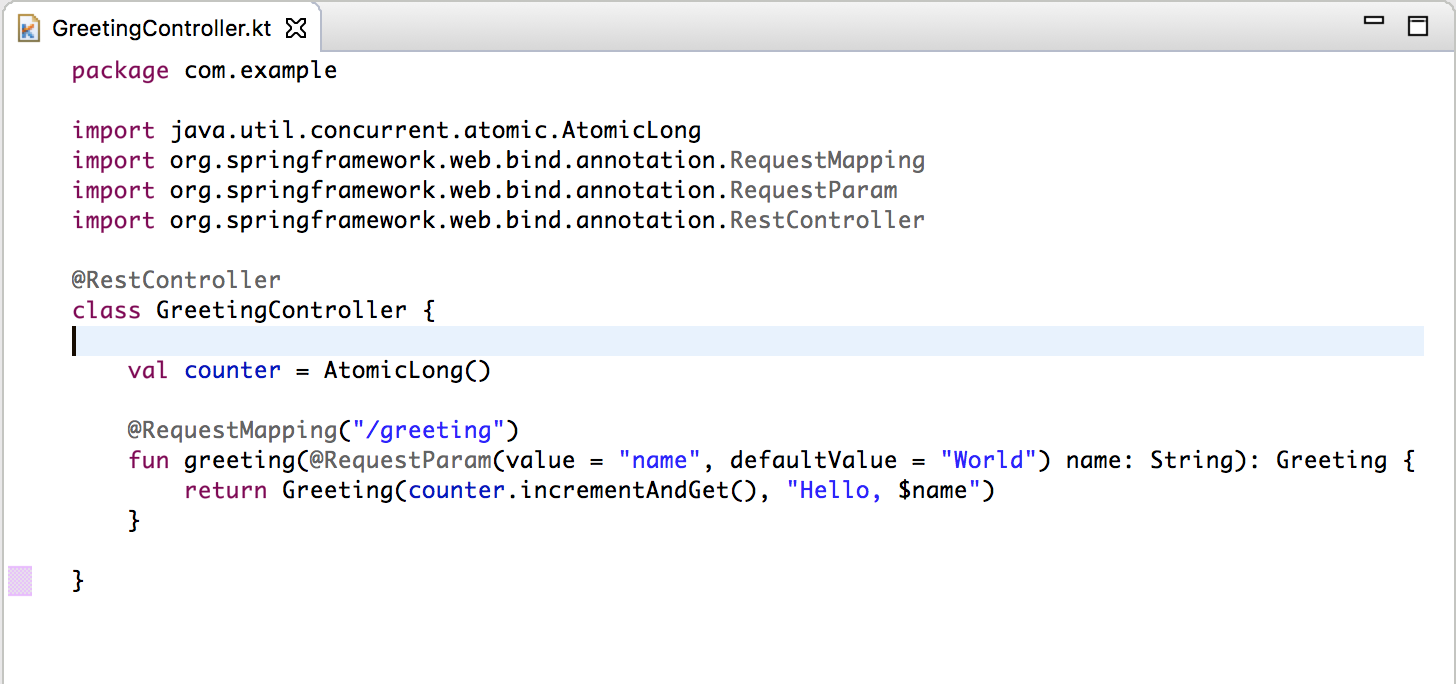 GreetingController.kt
package com.example
import java.util.concurrent.atomic.AtomicLong
import org.springframework.web.bind.annotation.RequestMapping
import org.springframework.web.bind.annotation.RequestParam
import org.springframework.web.bind.annotation.RestController
@RestController
class GreetingController {
    val counter = AtomicLong()
    @RequestMapping("/greeting")
    fun greeting(@RequestParam(value = "name", defaultValue = "World") name: String): Greeting {
        return Greeting(counter.incrementAndGet(), "Hello, $name")
    }
}